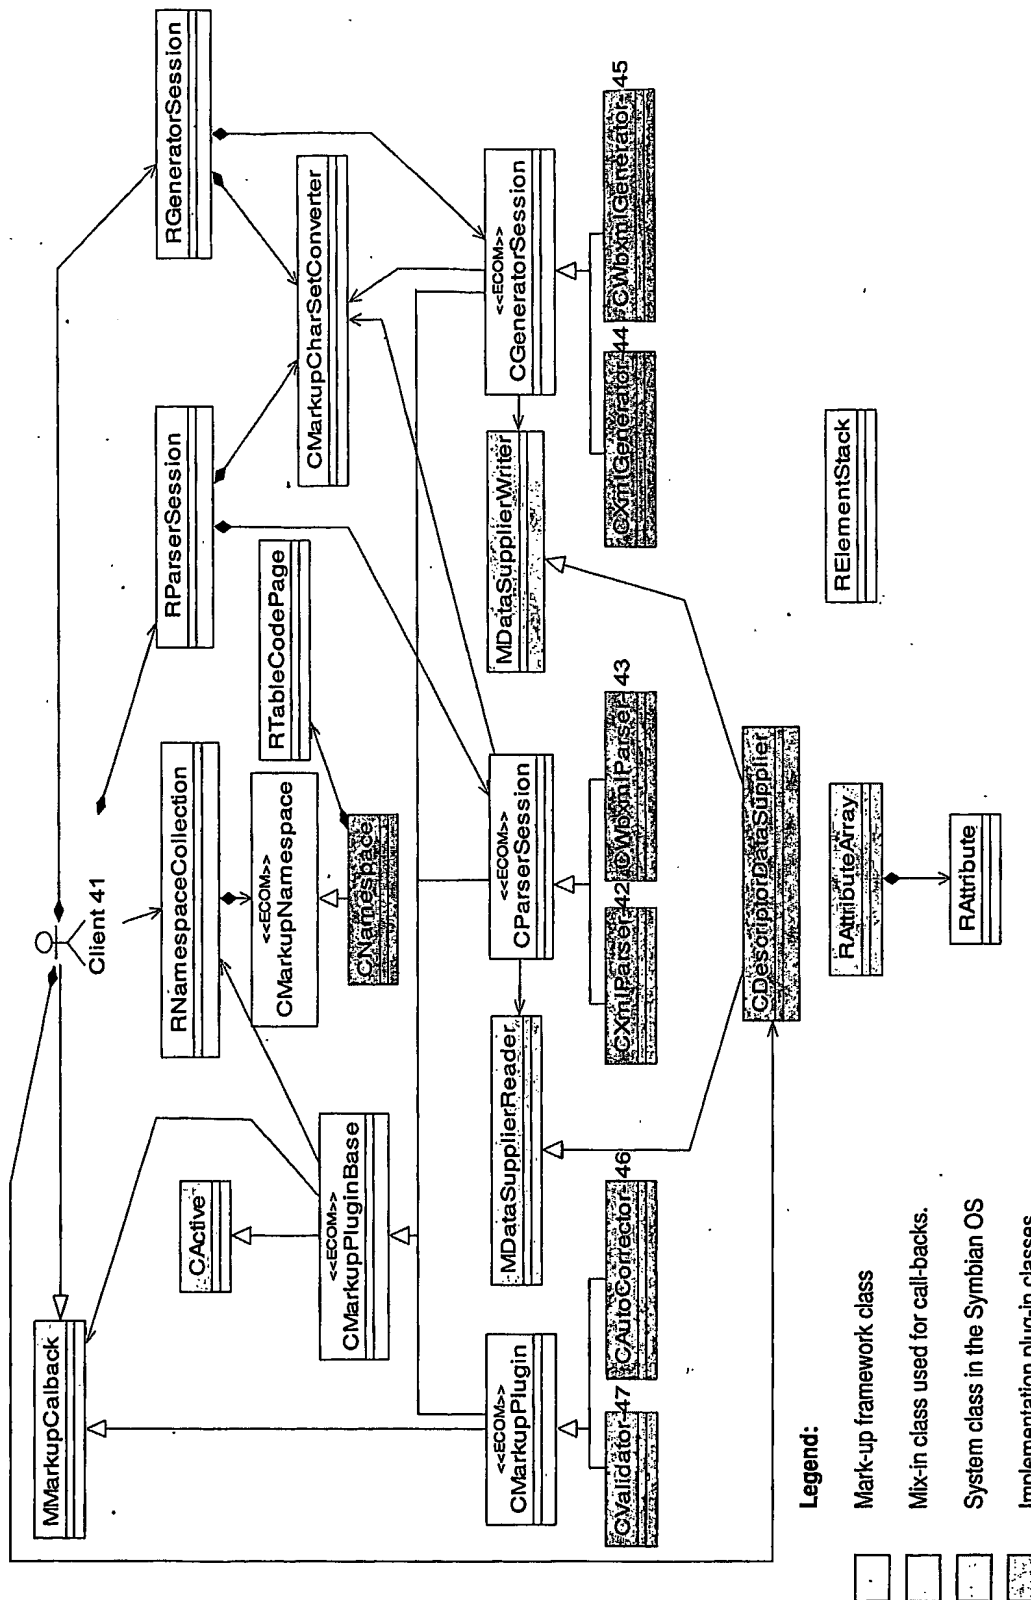 Client 41
MMarkupCalback
CActive
<<ECOM>>
CMarkupPluginBase
RNamespaceCollection
<<ECOM>>
CMarkupNamespace
CNamespace
RTableCodePage
RParserSession
RGeneratorSession
CMarkupCharSetConverter
<<ECOM>>
CMarkupPlugin
CValidator 47
CAutoCorrector 46
MDataSupplierReader
<<ECOM>>
CParserSession
CXmlParser 42
CWbxmlParser 43
MDataSupplierWriter
<<ECOM>>
CGeneratorSession
CXmlGenerator 44
CWbxmlGenerator 45
CDescriptorDataSupplier
RAttributeArray
RAttribute
RElementStack
Legend:
Mark-up framework class
Mix-in class used for call-backs.
System class in the Symbian OS
Implementation plug-in classes